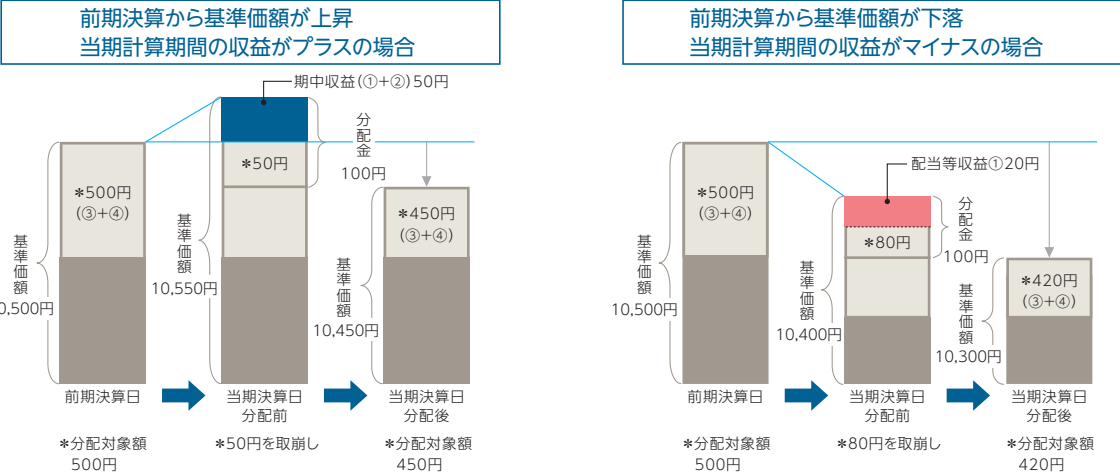 前期決算から基準価額が上昇
当期計算期間の収益がプラスの場合
期中収益(①+②)50円
分配金
100円
*500円
(③+④)
*50円
*450円
(③+④)
基準価額
0,500円
基準価額
10,550円
基準価額
10,450円
前期決算日
当期決算日
分配前
当期決算日
分配後
*分配対象額
500円
*50円を取崩し
*分配対象額
450円
前期決算から基準価額が下落
当期計算期間の収益がマイナスの場合
配当等収益①20円
分配金
100円
*500円
(③+④)
*80円
*420円
(③+④)
基準価額
10,500円
基準価額
10,400円
基準価額
10,300円
前期決算日
当期決算日
分配前
当期決算日
分配後
*分配対象額
500円
*80円を取崩し
*分配対象額
420円